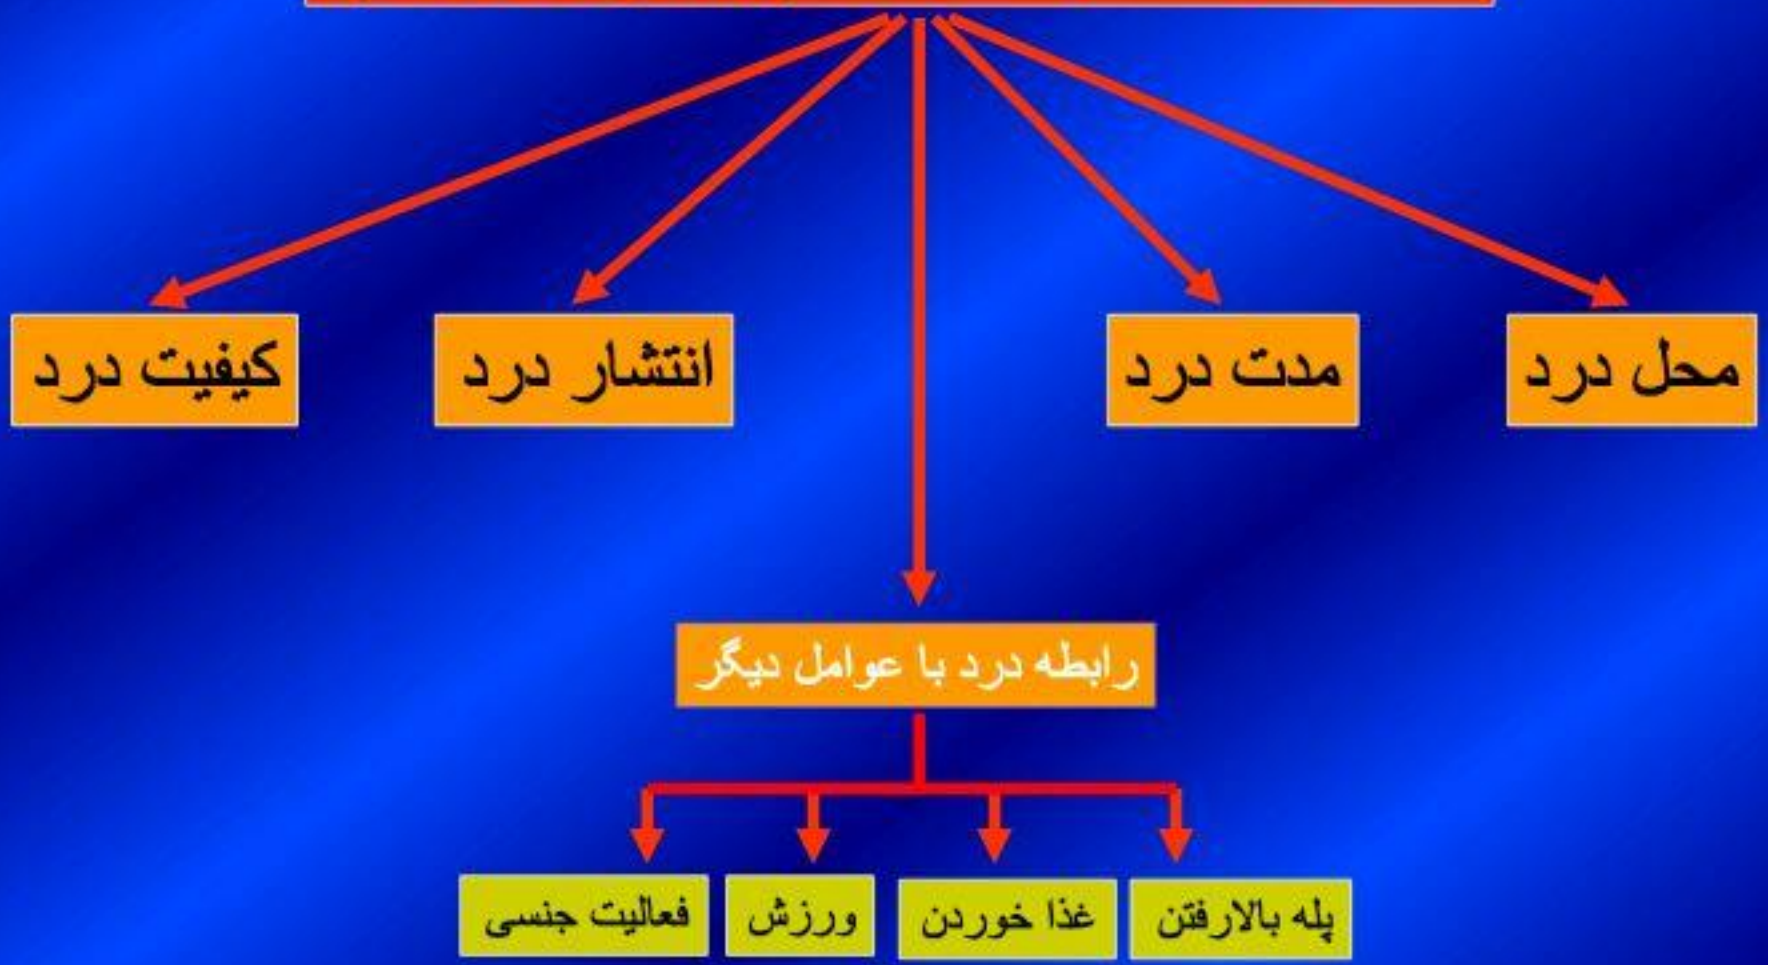 محل درد
مدت درد
انتشار درد
کیفیت درد
رابطه درد با عوامل دیگر
پله بالارفتن
غذا خوردن
ورزش
فعالیت جنسی